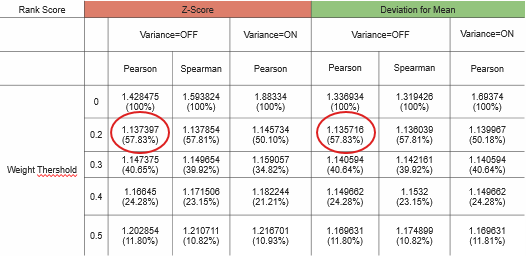 Rank Score Z-Score Deviation for Mean
Variance=OFF Variance=ON Variance=OFF Variance=ON
Pearson Spearman Pearson Pearson Spearman Pearson
Weight Thershold
0 1.428475 1.593824 1.88334 1.336934 1.319426 1.69374
(100%) (100%) (100%) (100%) (100%) (100%)
0.2 1.137397 1.137854 1.145734 1.135716 1.136039 1.139967
(57.83%) (57.81%) (50.10%) (57.83%) (57.81%) (50.18%)
0.3 1.147375 1.149654 1.159057 1.140594 1.142161 1.140594
(40.65%) (39.92%) (34.82%) (40.64%) (39.92%) (40.64%)
0.4 1.16645 1.171506 1.182244 1.149662 1.1532 1.149662
(24.28%) (23.15%) (21.21%) (24.28%) (23.15%) (24.28%)
0.5 1.202854 1.210711 1.216701 1.169631 1.174899 1.169631
(11.80%) (10.82%) (10.93%) (11.80%) (10.82%) (11.81%)